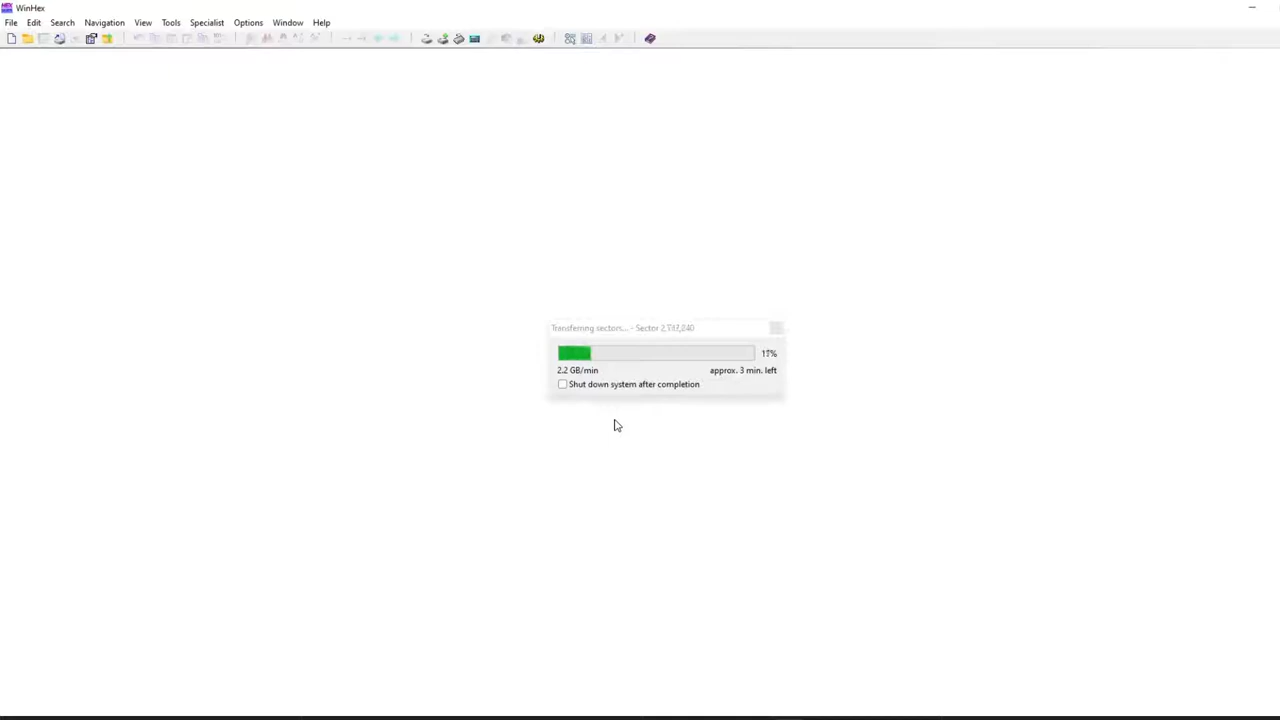 WinHex
File Edit Search Navigation View Tools Specialist Options Window Help
Transferring sectors... - Sector
2.2 GB/min approx. 3 min. left
Shut down system after completion